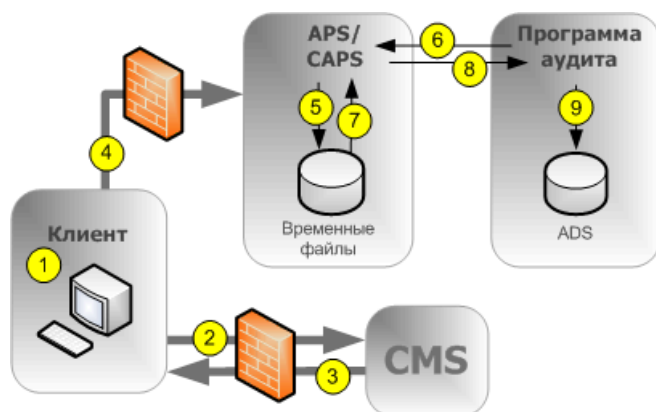 APS/
CAPS
6
Программа
аудита
8
5
7
9
4
Временные
файлы
ADS
Клиент
1
2
3
CMS